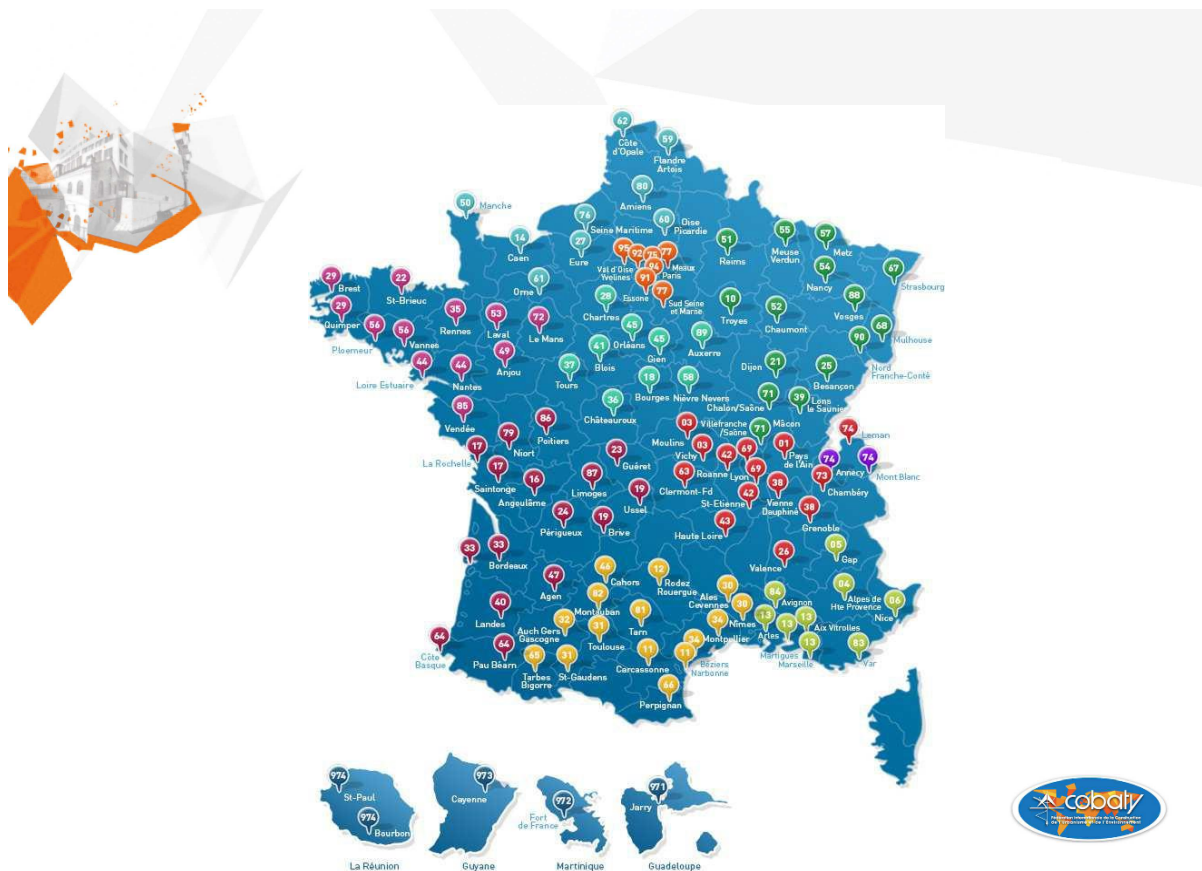 62
Côte
d'Opale
59
Flandre
Artois
80
Amiens
50
Manche
76
Seine Maritime
60
Oise
Picardie
14
Caen
27
Eure
95
92
75
77
Meaux
94
Paris
Val d'Oise
Yvelines
91
Essone
77
Sud Seine
et Marne
51
Reims
55
Meuse
Verdun
57
Metz
54
Nancy
67
Strasbourg
29
Brest
22
St-Brieuc
61
Orne
29
Quimper
56
Ploemeur
56
Vannes
35
Rennes
53
Laval
72
Le Mans
28
Chartres
45
Orléans
45
Gien
89
Auxerre
10
Troyes
52
Chaumont
88
Vosges
68
Mulhouse
90
Nord
Franche-Conté
44
Loire Estuaire
44
Nantes
49
Anjou
37
Tours
41
Blois
18
Bourges
58
Nièvre Nevers
21
Dijon
25
Besançon
71
Chalon/Saône
39
Lons
le Saunier
85
Vendée
36
Châteauroux
03
Moulins
Villefranche
/Saône
71
Mâcon
74
Leman
79
Niort
86
Poitiers
17
La Rochelle
23
Guéret
03
Vichy
42
Roanne
69
69
Lyon
01
Pays
de l'Ain
74
Annecy
74
Mont Blanc
17
Saintonge
16
Angoulême
87
Limoges
19
Ussel
63
Clermont-Fd
42
St-Etienne
38
Vienne
Dauphiné
73
Chambéry
38
Grenoble
24
Périgueux
19
Brive
43
Haute Loire
33
33
Bordeaux
26
Valence
05
Gap
47
Agen
46
Cahors
12
Rodez
Rouergue
30
Ales
Cevennes
84
Avignon
04
Alpes de
Hte Provence
06
Nice
40
Landes
82
Montauban
81
Tarn
30
Nîmes
34
Montpellier
13
Arles
13
Martigues
13
Aix Vitrolles
32
Auch Gers
Gascogne
31
Toulouse
64
Côte
Basque
64
Pau Béarn
65
Tarbes
Bigorre
31
St-Gaudens
11
Carcassonne
34
Béziers
11
Narbonne
13
Marseille
83
Var
66
Perpignan
974
St-Paul
974
Bourbon
La Réunion
973
Cayenne
Guyane
972
Fort
de France
Martinique
971
Jarry
Guadeloupe
cobaty
Fédération Internationale de la Construction
de l'Urbanisme et de l'Environnement